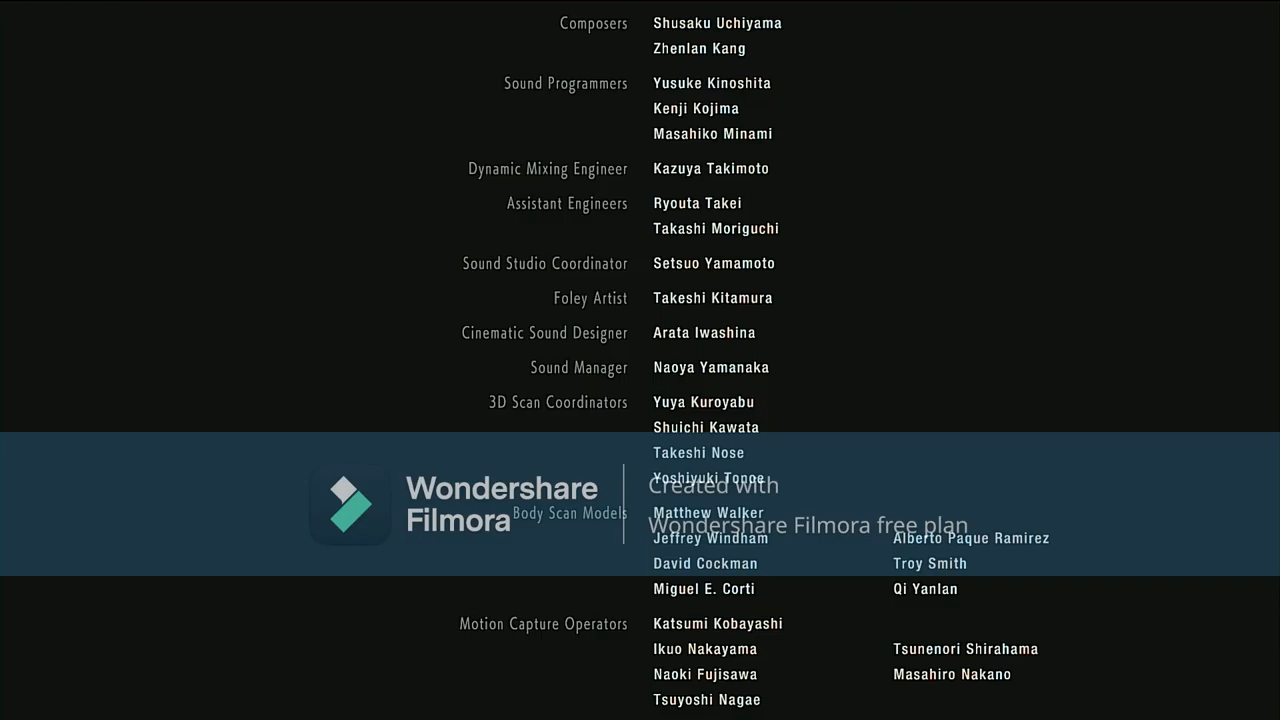 Composers Shusaku Uchiyama
Zhenlan Kang
Sound Programmers Yusuke Kinoshita
Kenji Kojima
Masahiko Minami
Dynamic Mixing Engineer Kazuya Takimoto
Assistant Engineers Ryouta Takei
Takashi Moriguchi
Sound Studio Coordinator Setsuo Yamamoto
Foley Artist Takeshi Kitamura
Cinematic Sound Designer Arata Iwashina
Sound Manager Naoya Yamanaka
3D Scan Coordinators Yuya Kuroyabu
Shuichi Kawata
Takeshi Nose
Yoshiyuki Tonoe
Wondershare
Filmora
Created with
Wondershare Filmora free plan
Body Scan Models Matthew Walker
Jeffrey Windham Alberto Paque Ramirez
David Cockman Troy Smith
Miguel E. Corti Qi Yanlan
Motion Capture Operators Katsumi Kobayashi
Ikuo Nakayama Tsunenori Shirahama
Naoki Fujisawa Masahiro Nakano
Tsuyoshi Nagae